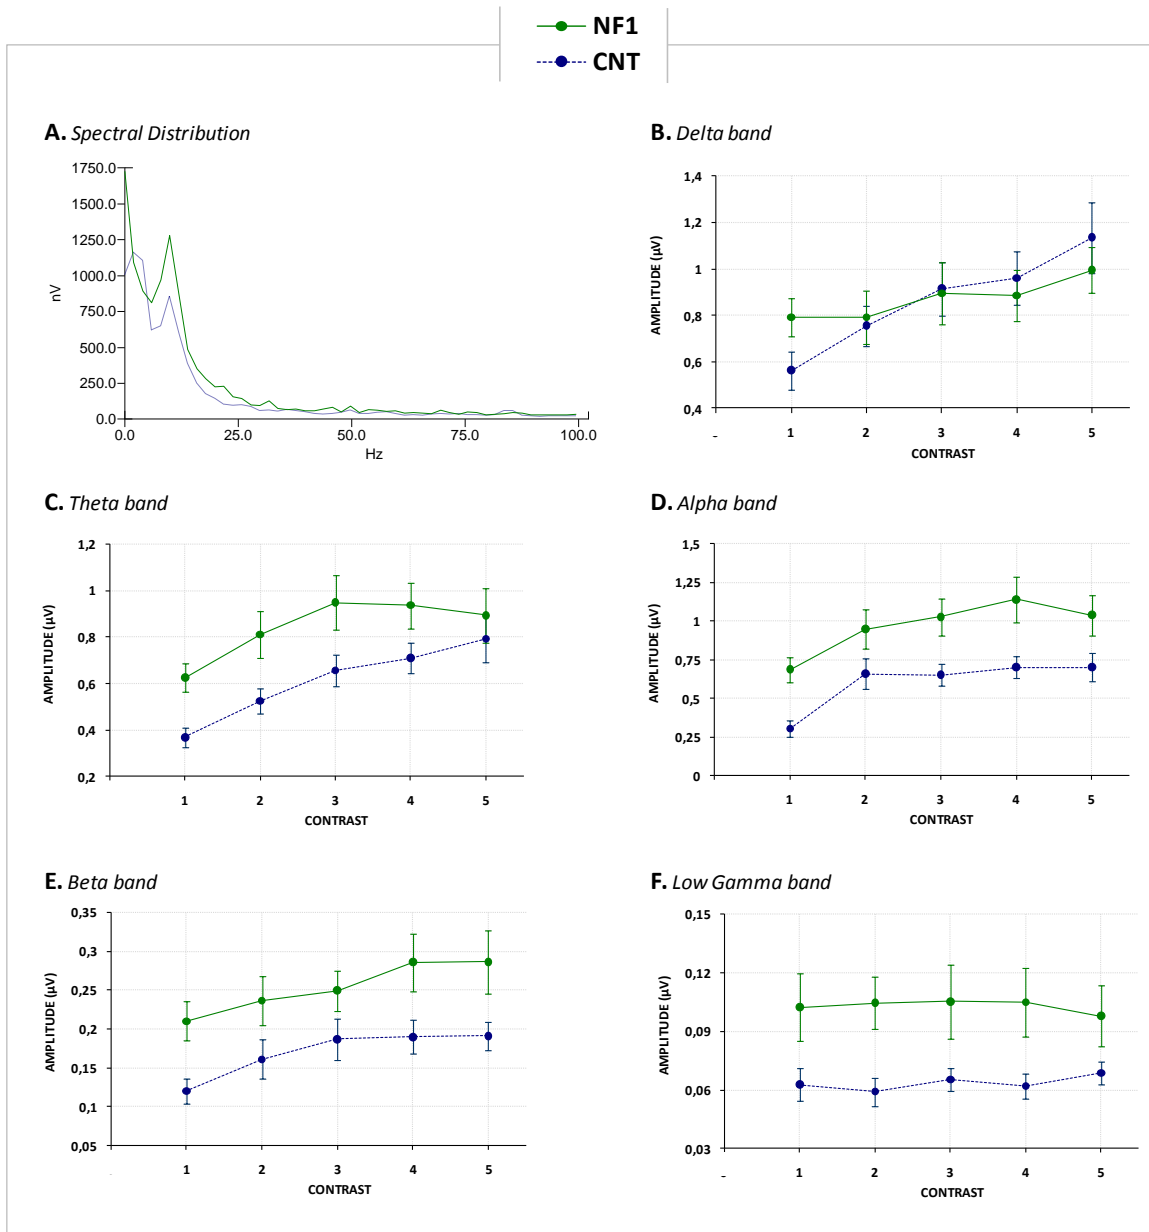 NF1
CNT
A. Spectral Distribution
1750.0
1500.0
1250.0
1000.0
750.0
500.0
250.0
0.0
nV
0.0 25.0 50.0 75.0 100.0
Hz
B. Delta band
1,4
1,2
1
0,8
0,6
0,4
AMPLITUDE (µV)
1 2 3 4 5
CONTRAST
C. Theta band
1,2
1
0,8
0,6
0,4
0,2
AMPLITUDE (µV)
1 2 3 4 5
CONTRAST
D. Alpha band
1,5
1,25
1
0,75
0,5
0,25
0
AMPLITUDE (µV)
1 2 3 4 5
CONTRAST
E. Beta band
0,35
0,3
0,25
0,2
0,15
0,1
0,05
AMPLITUDE (µV)
1 2 3 4 5
CONTRAST
F. Low Gamma band
0,15
0,12
0,09
0,06
0,03
AMPLITUDE (µV)
1 2 3 4 5
CONTRAST